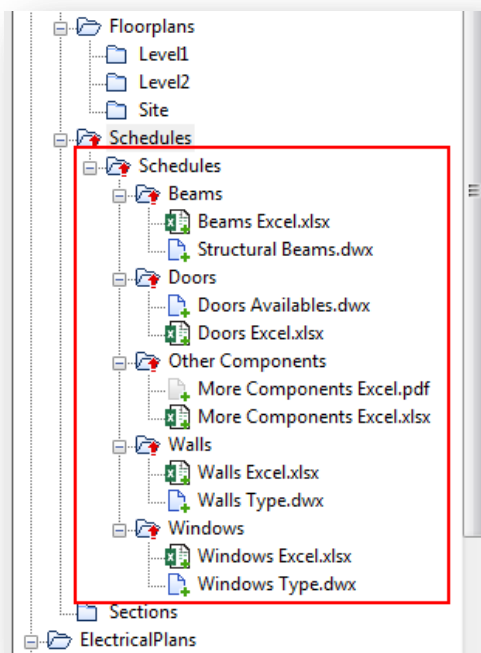 Floorplans
Level1
Level2
Site
Schedules
Schedules
Beams
Beams Excel.xlsx
Structural Beams.dwx
Doors
Doors Availables.dwx
Doors Excel.xlsx
Other Components
More Components Excel.pdf
More Components Excel.xlsx
Walls
Walls Excel.xlsx
Walls Type.dwx
Windows
Windows Excel.xlsx
Windows Type.dwx
Sections
ElectricalPlans